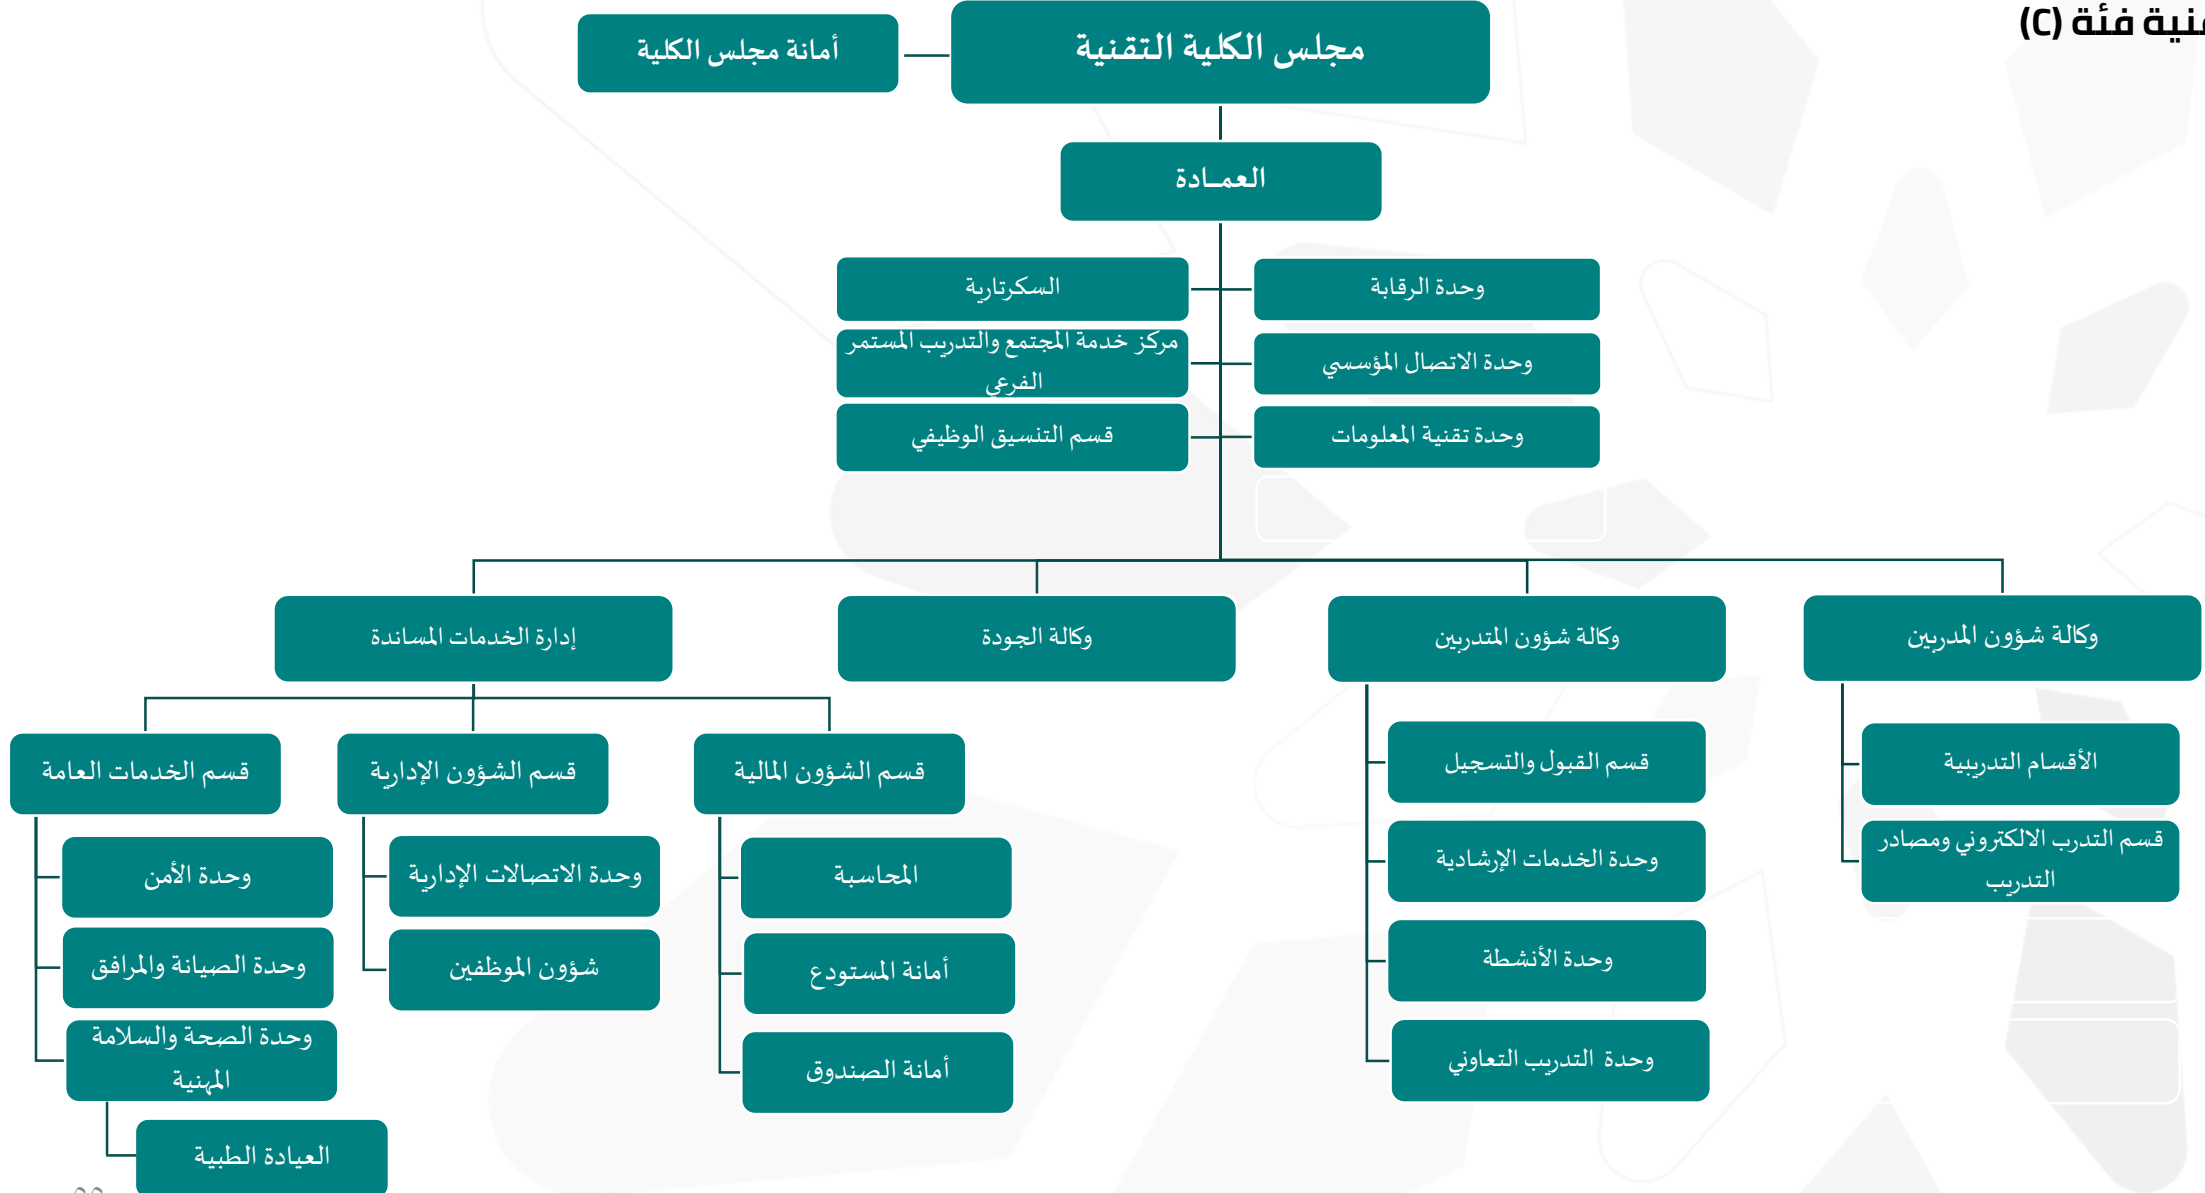 فئة (C)
مجلس الكلية التقنية
أمانة مجلس الكلية
العمـادة
وحدة الرقابة
السكرتارية
وحدة الاتصال المؤسسي
مركز خدمة المجتمع والتدريب المستمر
الفرعي
وحدة تقنية المعلومات
قسم التنسيق الوظيفي
وكالة شؤون المدربين
وكالة شؤون المتدربين
وكالة الجودة
إدارة الخدمات المساندة
الأقسام التدريبية
قسم التدرب الالكتروني ومصادر
التدريب
قسم القبول والتسجيل
وحدة الخدمات الإرشادية
وحدة الأنشطة
وحدة التدريب التعاوني
قسم الشؤون المالية
المحاسبة
أمانة المستودع
أمانة الصندوق
قسم الشؤون الإدارية
وحدة الاتصالات الإدارية
شؤون الموظفين
قسم الخدمات العامة
وحدة الأمن
وحدة الصيانة والمرافق
وحدة الصحة والسلامة
المهنية
العيادة الطبية